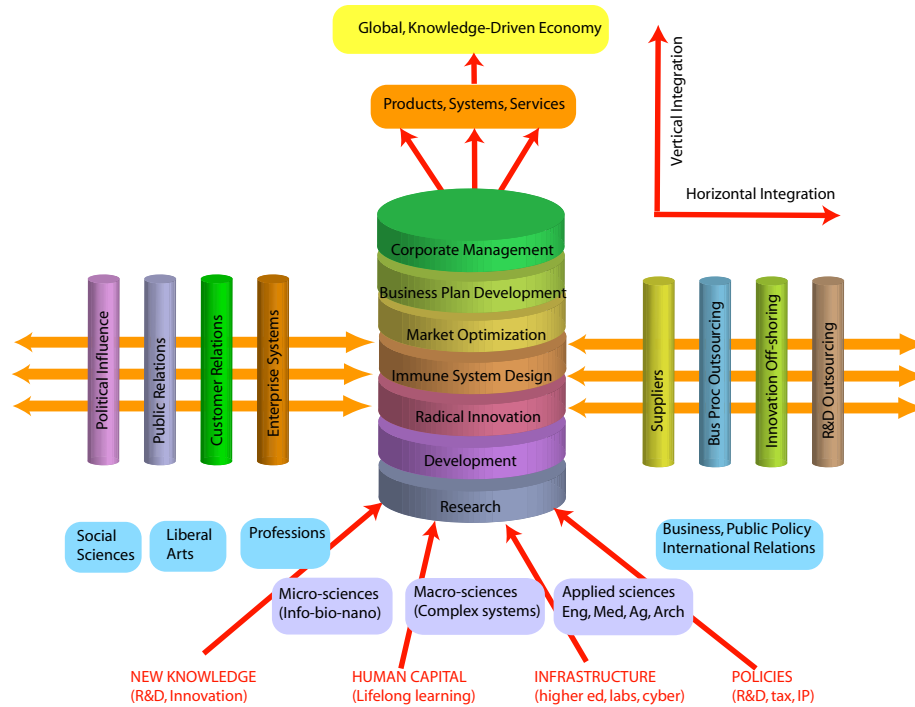 Global, Knowledge-Driven Economy
Products, Systems, Services
Vertical Integration
Horizontal Integration
Corporate Management
Business Plan Development
Market Optimization
Immune System Design
Radical Innovation
Development
Research
Political Influence
Public Relations
Customer Relations
Enterprise Systems
Suppliers
Bus Proc Outsourcing
Innovation Off-shoring
R&D Outsourcing
Social
Sciences
Liberal
Arts
Professions
Business, Public Policy
International Relations
Micro-sciences
(Info-bio-nano)
Macro-sciences
(Complex systems)
Applied sciences
Eng, Med, Ag, Arch
NEW KNOWLEDGE
(R&D, Innovation)
HUMAN CAPITAL
(Lifelong learning)
INFRASTRUCTURE
(higher ed, labs, cyber)
POLICIES
(R&D, tax, IP)